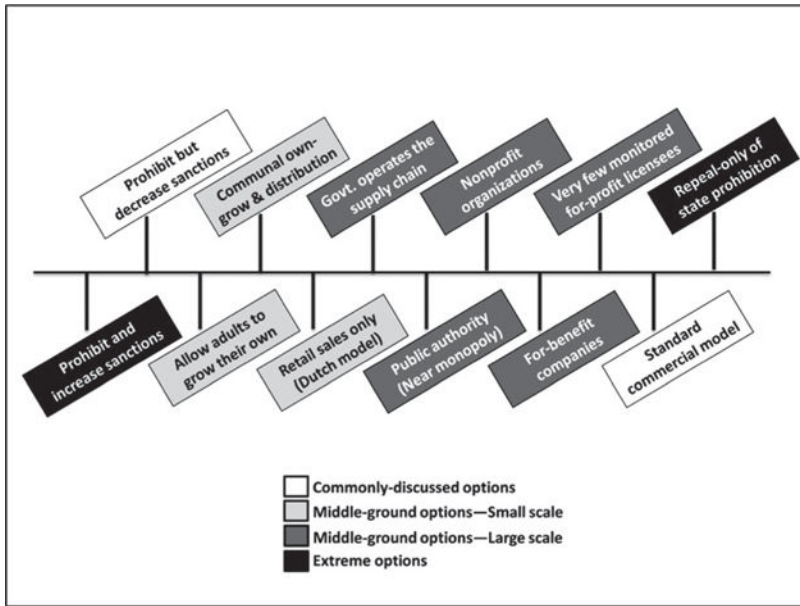 Prohibit but
decrease sanctions
Communal own-
grow & distribution
Govt. operates the
supply chain
Nonprofit
organizations
Very few monitored
for-profit licensees
Repeal-only of
state prohibition
Prohibit and
increase sanctions
Allow adults to
grow their own
Retail sales only
(Dutch model)
Public authority
(Near monopoly)
For-benefit
companies
Standard
commercial model
Commonly-discussed options
Middle-ground options—Small scale
Middle-ground options—Large scale
Extreme options